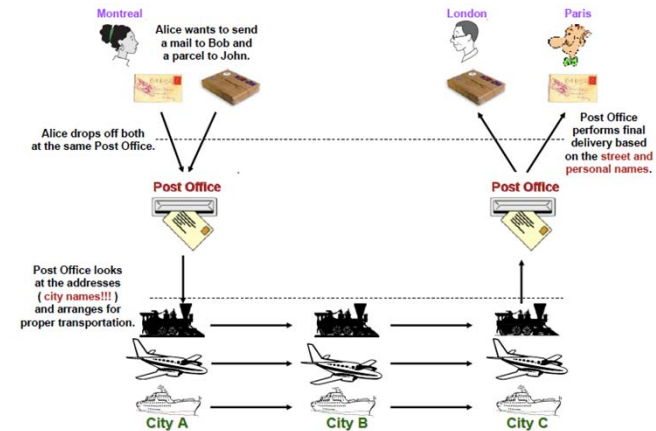 Montreal
London
Paris
Alice wants to send
a mail to Bob and
a parcel to John.
Alice drops off both
at the same Post Office.
Post Office
performs final
delivery based
on the street and
personal names.
Post Office
Post Office
Post Office looks
at the addresses
( city names!!! )
and arranges for
proper transportation.
City A
City B
City C